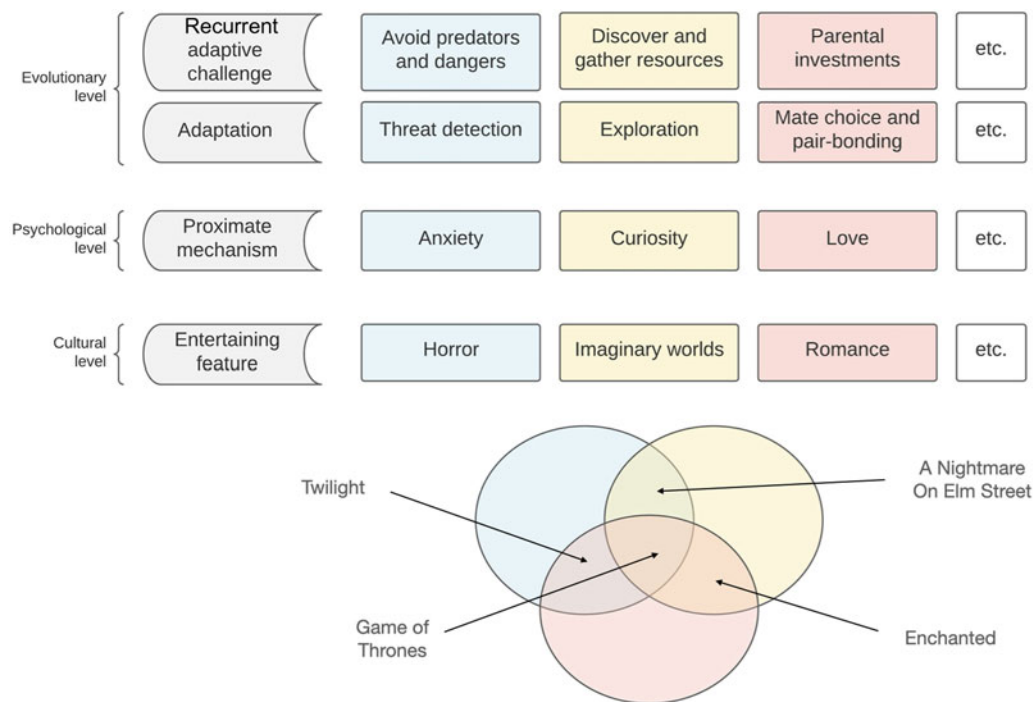 Evolutionary
level
Recurrent
adaptive
challenge
Avoid predators
and dangers
Discover and
gather resources
Parental
investments
etc.
Adaptation
Threat detection
Exploration
Mate choice and
pair-bonding
etc.
Psychological
level
Proximate
mechanism
Anxiety
Curiosity
Love
etc.
Cultural
level
Entertaining
feature
Horror
Imaginary worlds
Romance
etc.
Twilight
A Nightmare
On Elm Street
Game of
Thrones
Enchanted